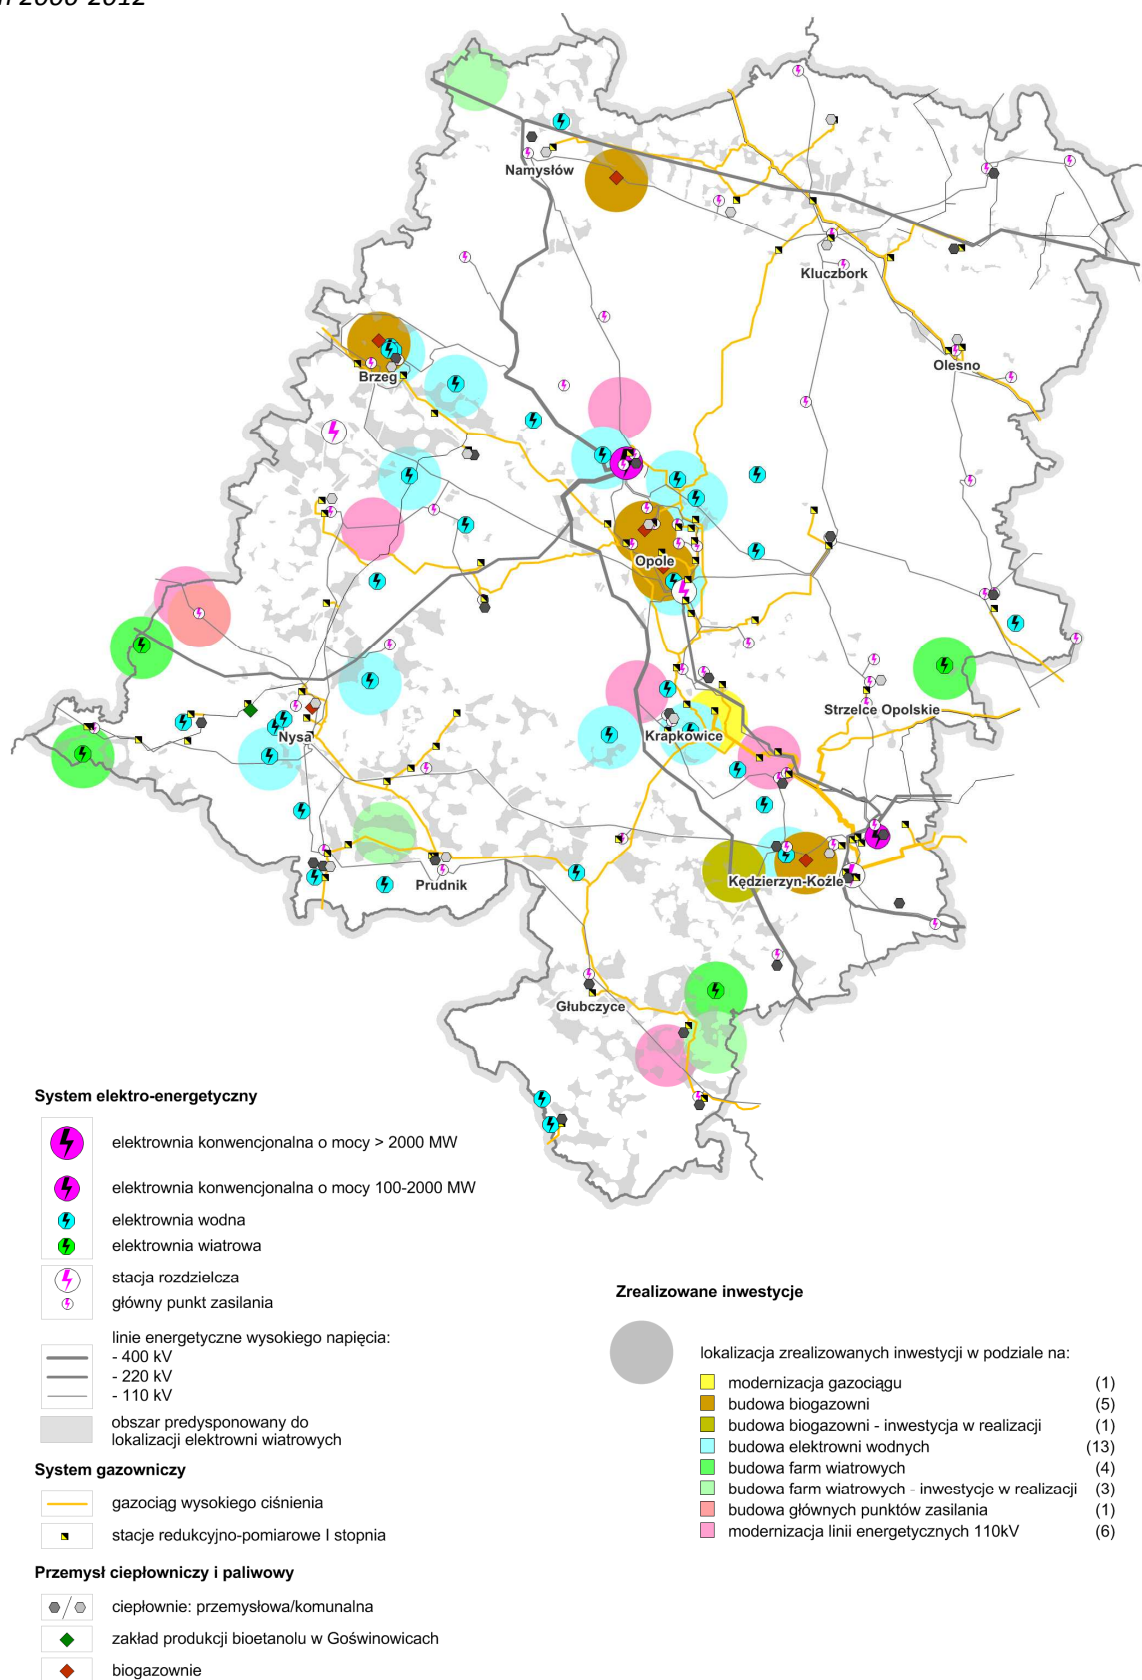 2012
Namysłów
Kluczbork
Olesno
Brzeg
Opole
Strzelce Opolskie
Nysa
Krapkowice
Kędzierzyn-Koźle
Prudnik
Głubczyce
System elektro-energetyczny
elektrownia konwencjonalna o mocy > 2000 MW
elektrownia konwencjonalna o mocy 100-2000 MW
elektrownia wodna
elektrownia wiatrowa
stacja rozdzielcza
główny punkt zasilania
linie energetyczne wysokiego napięcia:
- 400 kV
- 220 kV
- 110 kV
obszar predysponowany do
lokalizacji elektrowni wiatrowych
System gazowniczy
gazociąg wysokiego ciśnienia
stacje redukcyjno-pomiarowe I stopnia
Przemysł ciepłowniczy i paliwowy
ciepłownie: przemysłowa/komunalna
zakład produkcji bioetanolu w Goświnowicach
biogazownie
Zrealizowane inwestycje
lokalizacja zrealizowanych inwestycji w podziale na:
modernizacja gazociągu (1)
budowa biogazowni (5)
budowa biogazowni - inwestycja w realizacji (1)
budowa elektrowni wodnych (13)
budowa farm wiatrowych (4)
budowa farm wiatrowych - inwestycje w realizacji (3)
budowa głównych punktów zasilania (1)
modernizacja linii energetycznych 110kV (6)